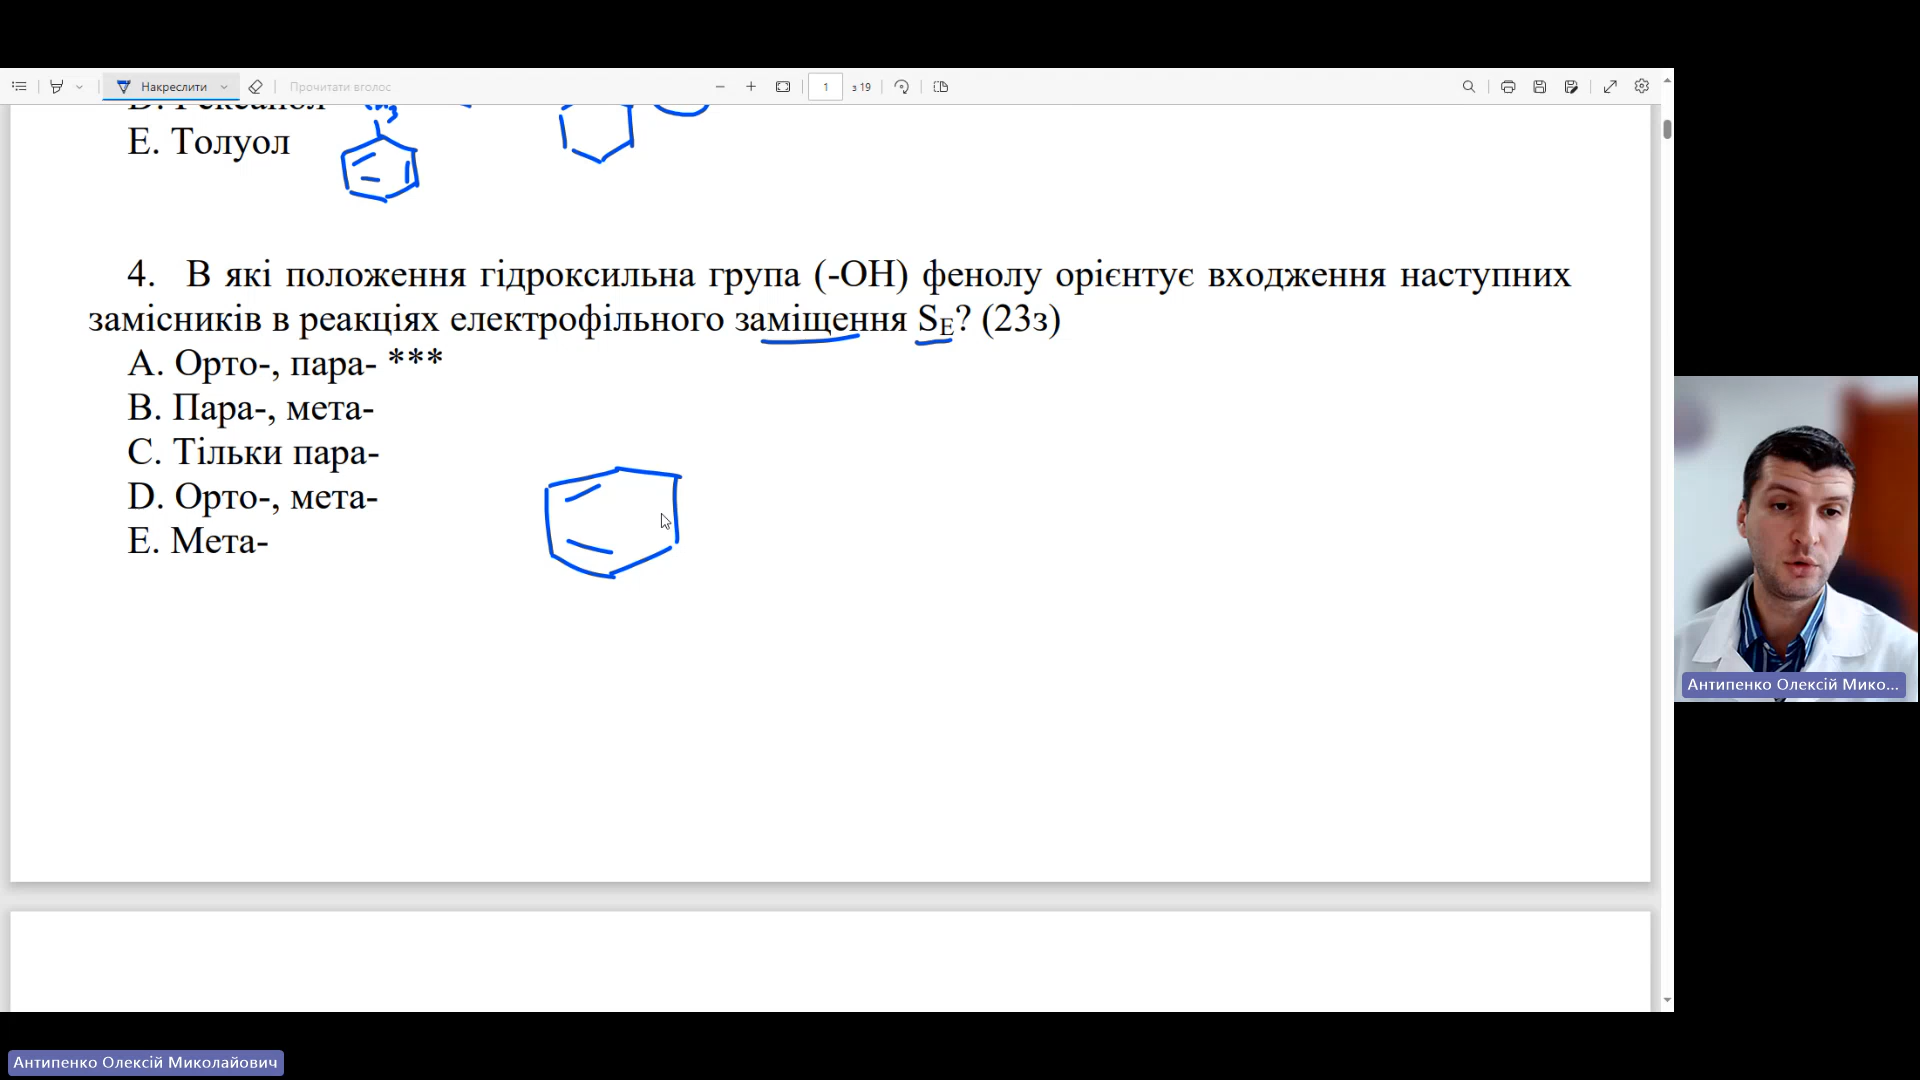 Накреслити
Прочитати вголос
1
з 19
E. Толуол
4. В які положення гідроксильна група (-ОН) фенолу орієнтує входження наступних
замісників в реакціях електрофільного заміщення SE? (23з)
A. Орто-, пара- ***
B. Пара-, мета-
C. Тільки пара-
D. Орто-, мета-
E. Мета-
Антипенко Олексій Мико...
Антипенко Олексій Миколайович